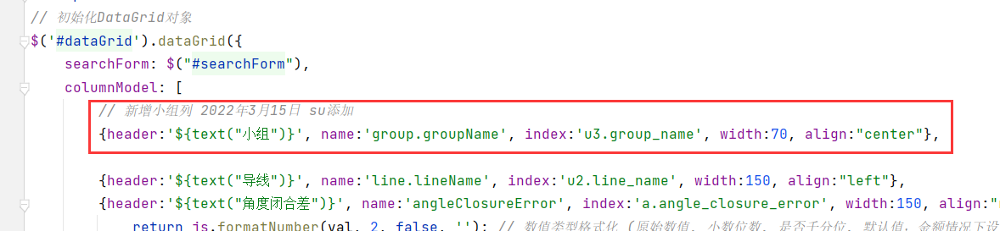 // 初始化DataGrid对象
$('#dataGrid').dataGrid({
searchForm: $("#searchForm"),
columnModel: [
// 新增小组列 2022年3月15日 su添加
{header:'${text("小组")}', name:'group.groupName', index:'u3.group_name', width:70, align:"center"},
{header:'${text("导线")}', name:'line.lineName', index:'u2.line_name', width:150, align:"left"},
{header:'${text("角度闭合差")}', name:'angleClosureError', index:'a.angle_closure_error', width:150, align:"
return js.formatNumber(val, 2, false, ''); // 数值类型格式化 (原始数值, 小数位数, 是否千分位, 默认值, 金额情况下设